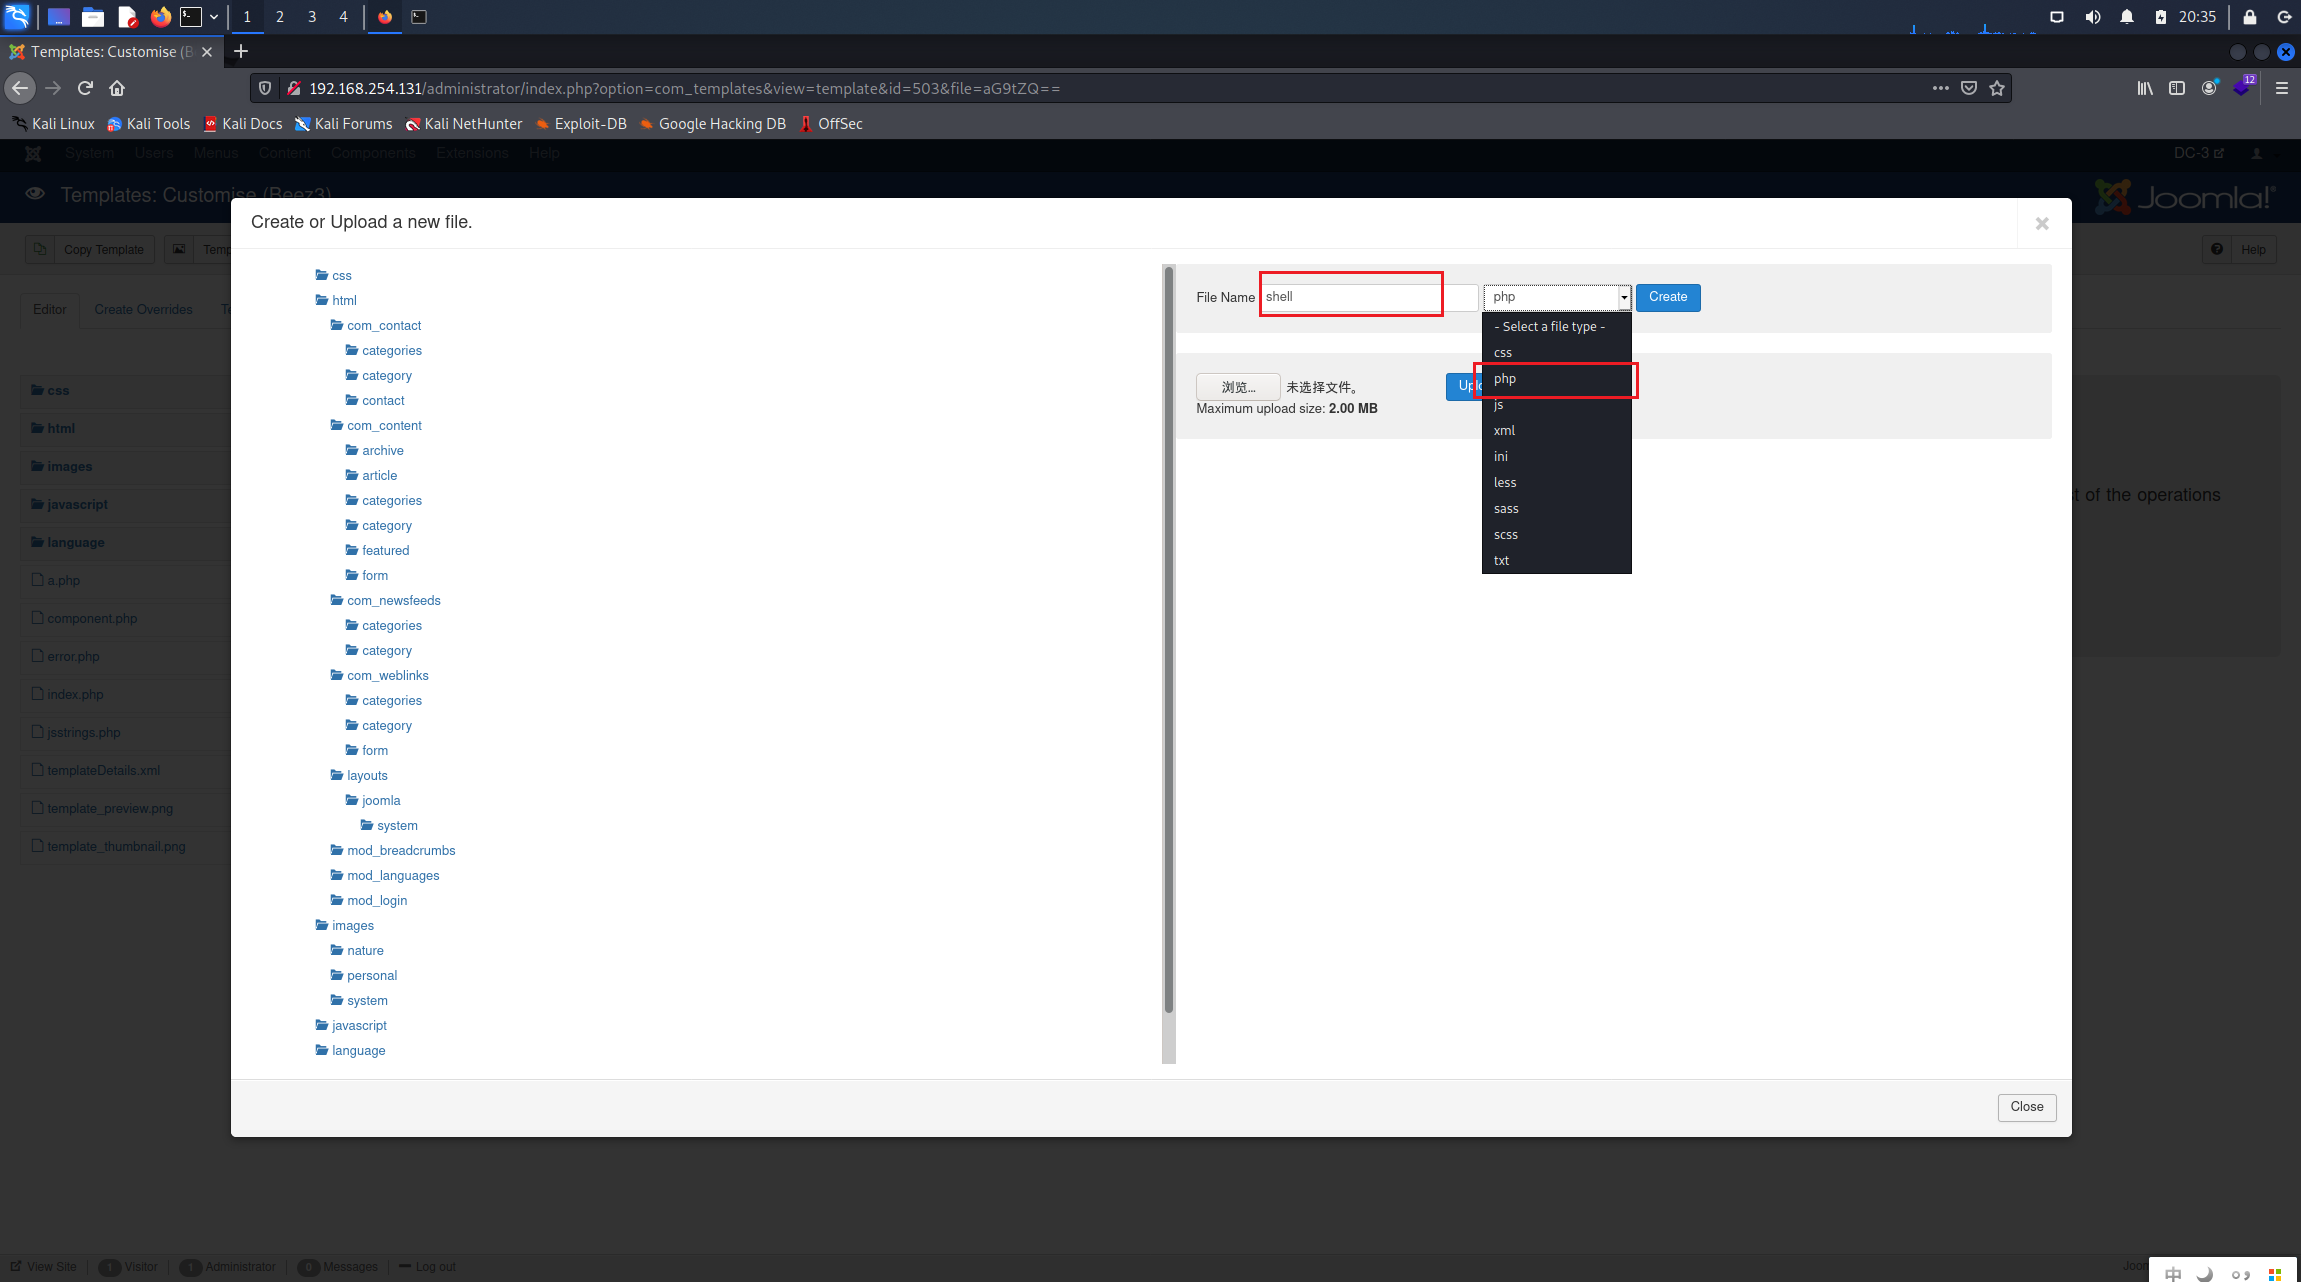 1 2 3 4
20:35
Templates: Customise (B
192.168.254.131/administrator/index.php?option=com_templates&view=template&id=503&file=aG9tZQ==
12
Kali Linux Kali Tools Kali Docs Kali Forums Kali NetHunter Exploit-DB Google Hacking DB OffSec
System Users Menus Content Components Extensions Help
DC-3
Templates: Customise (Beez3)
Joomla!
Copy Template
Temp
Help
Editor
Create Overrides
Te
css
html
images
javascript
language
a.php
component.php
error.php
index.php
jsstrings.php
templateDetails.xml
template_preview.png
template_thumbnail.png
t of the operations
Create or Upload a new file.
css
html
com_contact
categories
category
contact
com_content
archive
article
categories
category
featured
form
com_newsfeeds
categories
category
com_weblinks
categories
category
form
layouts
joomla
system
mod_breadcrumbs
mod_languages
mod_login
images
nature
personal
system
javascript
language
File Name shell php Create
- Select a file type -
css
php
js
xml
ini
less
sass
scss
txt
浏览... 未选择文件。
Uplo
Maximum upload size: 2.00 MB
Close
View Site 1 Visitor 1 Administrator 0 Messages Log out
Joon
中